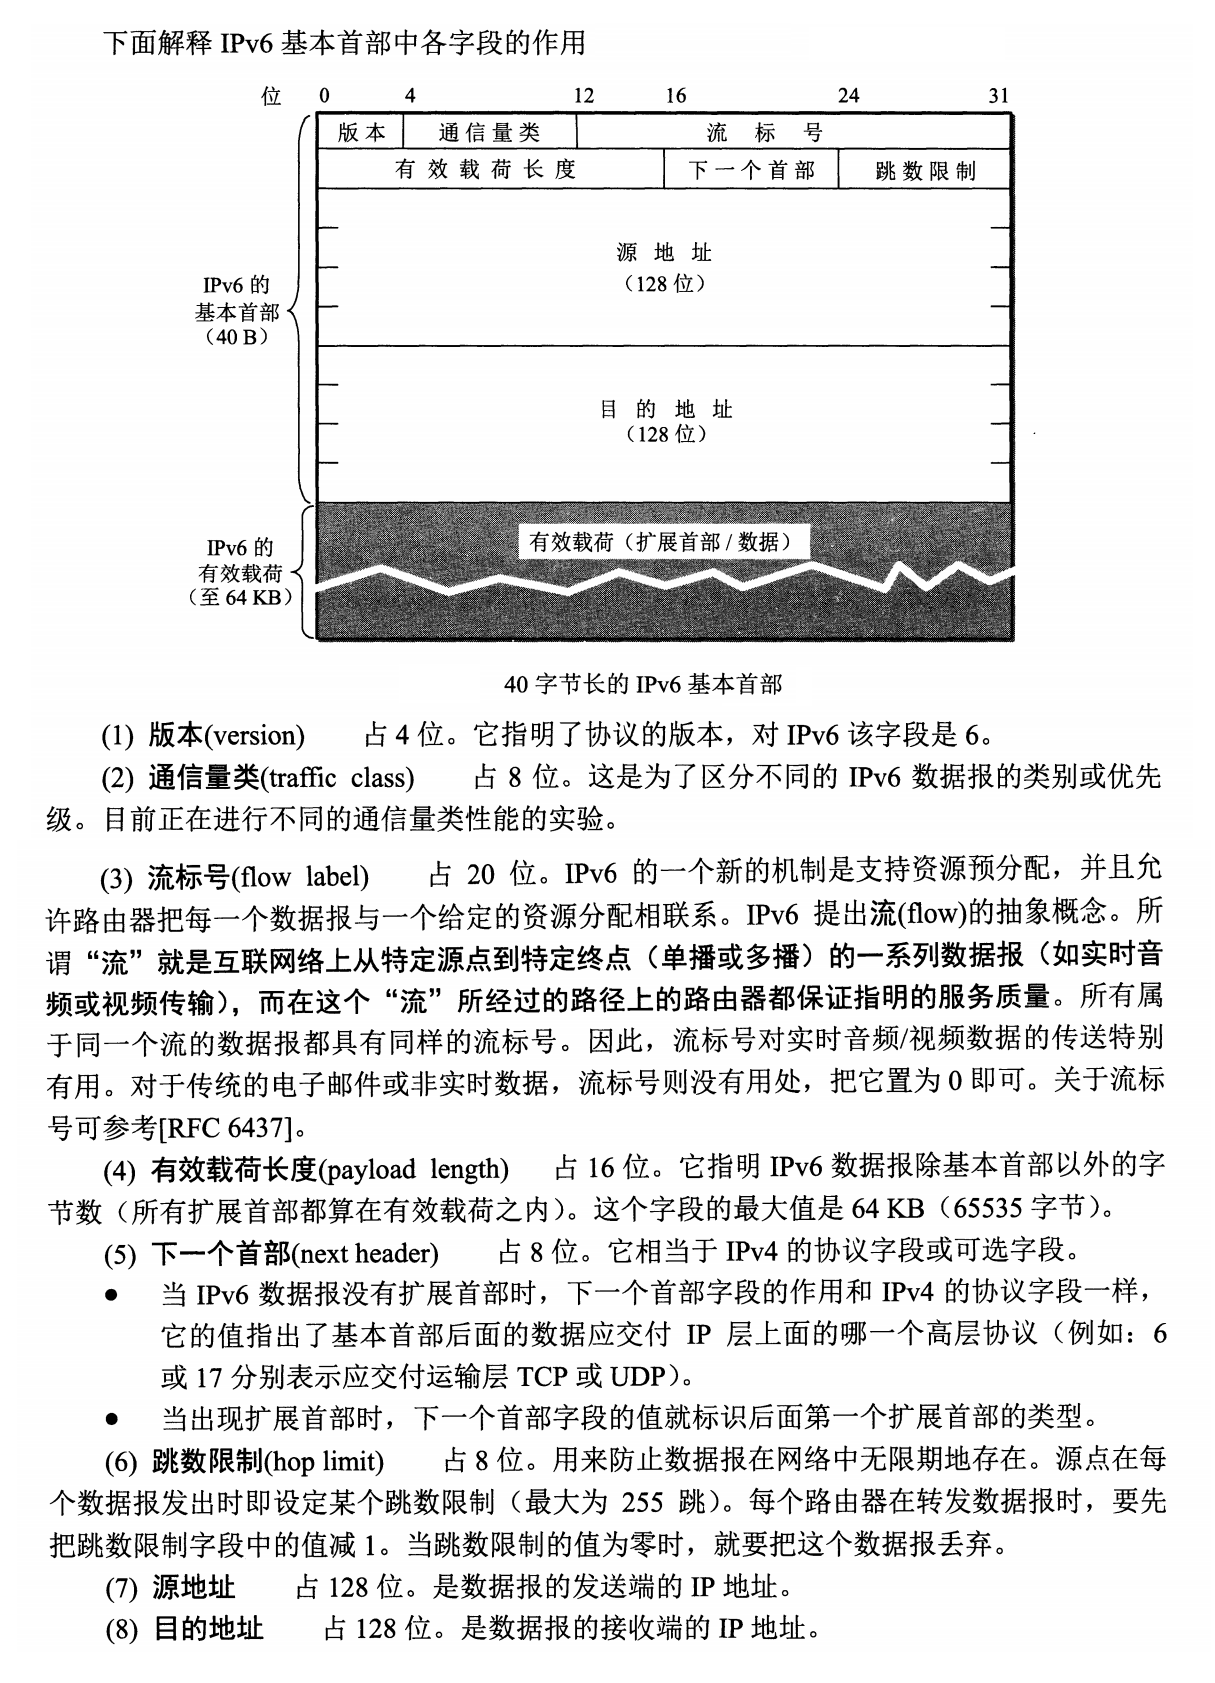 下面解释 IPv6 基本首部中各字段的作用
位 0 4 12 16 24 31
版本 通信量类 流 标 号
有效载荷长度 下一个首部 跳数限制
源 地 址
(128 位)
IPv6 的
基本首部
(40 B)
目 的 地 址
(128 位)
有效载荷(扩展首部 / 数据)
IPv6 的
有效载荷
(至 64 KB)
40 字节长的 IPv6 基本首部
(1) 版本(version) 占 4 位。它指明了协议的版本,对 IPv6 该字段是 6。
(2) 通信量类(traffic class) 占 8 位。这是为了区分不同的 IPv6 数据报的类别或优先
级。目前正在进行不同的通信量类性能的实验。
(3) 流标号(flow label) 占 20 位。IPv6 的一个新的机制是支持资源预分配,并且允
许路由器把每一个数据报与一个给定的资源分配相联系。IPv6 提出流(flow)的抽象概念。所
谓“流”就是互联网络上从特定源点到特定终点(单播或多播)的一系列数据报(如实时音
频或视频传输),而在这个“流”所经过的路径上的路由器都保证指明的服务质量。所有属
于同一个流的数据报都具有同样的流标号。因此,流标号对实时音频/视频数据的传送特别
有用。对于传统的电子邮件或非实时数据,流标号则没有用处,把它置为 0 即可。关于流标
号可参考[RFC 6437]。
(4) 有效载荷长度(payload length) 占 16 位。它指明 IPv6 数据报除基本首部以外的字
节数(所有扩展首部都算在有效载荷之内)。这个字段的最大值是 64 KB(65535 字节)。
(5) 下一个首部(next header) 占 8 位。它相当于 IPv4 的协议字段或可选字段。
● 当 IPv6 数据报没有扩展首部时,下一个首部字段的作用和 IPv4 的协议字段一样,
它的值指出了基本首部后面的数据应交付 IP 层上面的哪一个高层协议(例如:6
或 17 分别表示应交付运输层 TCP 或 UDP)。
● 当出现扩展首部时,下一个首部字段的值就标识后面第一个扩展首部的类型。
(6) 跳数限制(hop limit) 占 8 位。用来防止数据报在网络中无限期地存在。源点在每
个数据报发出时即设定某个跳数限制(最大为 255 跳)。每个路由器在转发数据报时,要先
把跳数限制字段中的值减 1。当跳数限制的值为零时,就要把这个数据报丢弃。
(7) 源地址 占 128 位。是数据报的发送端的 IP 地址。
(8) 目的地址 占 128 位。是数据报的接收端的 IP 地址。